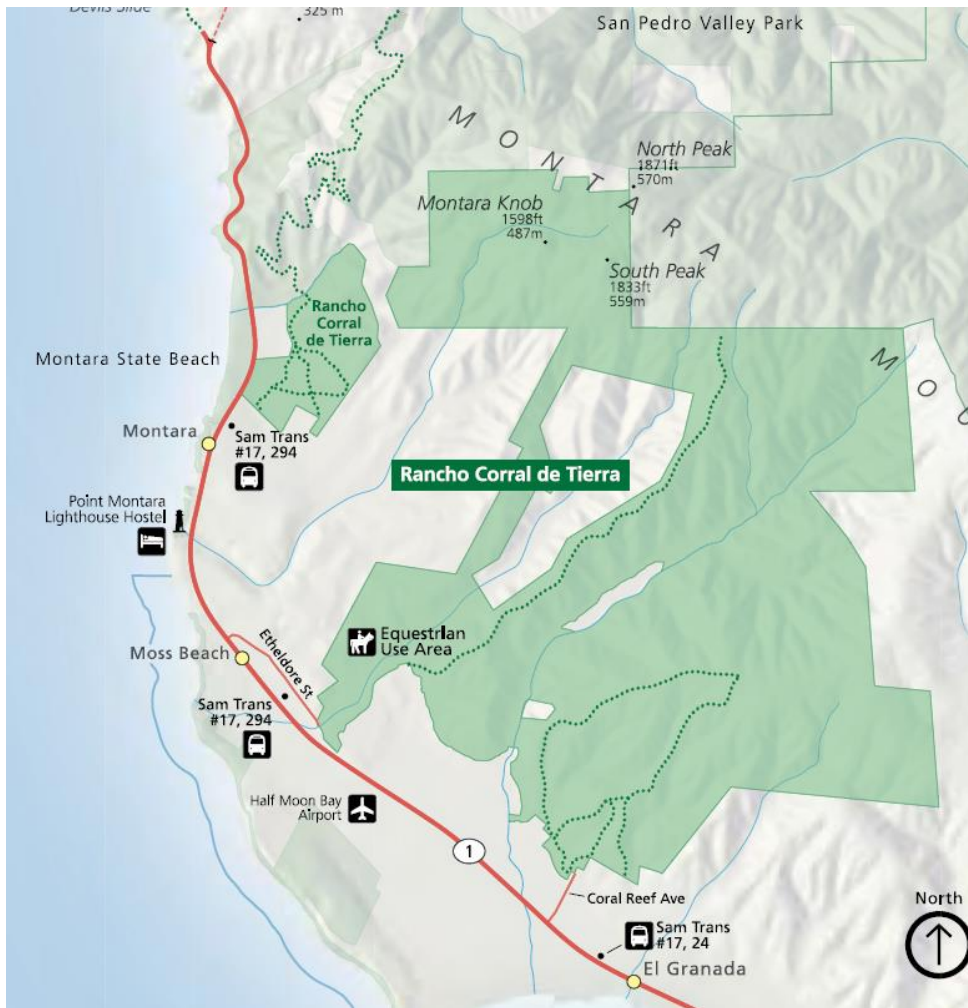 Devils Slide
325 m
San Pedro Valley Park
MONTARA
North Peak
1871ft
570m
Montara Knob
1598ft
487m
South Peak
1833ft
559m
Rancho
Corral
de Tierra
MOU
Montara State Beach
Montara
Sam Trans
#17, 294
Rancho Corral de Tierra
Point Montara
Lighthouse Hostel
Equestrian
Use Area
Etheldore St
Moss Beach
Sam Trans
#17, 294
Half Moon Bay
Airport
1
Coral Reef Ave
North
Sam Trans
#17, 24
El Granada